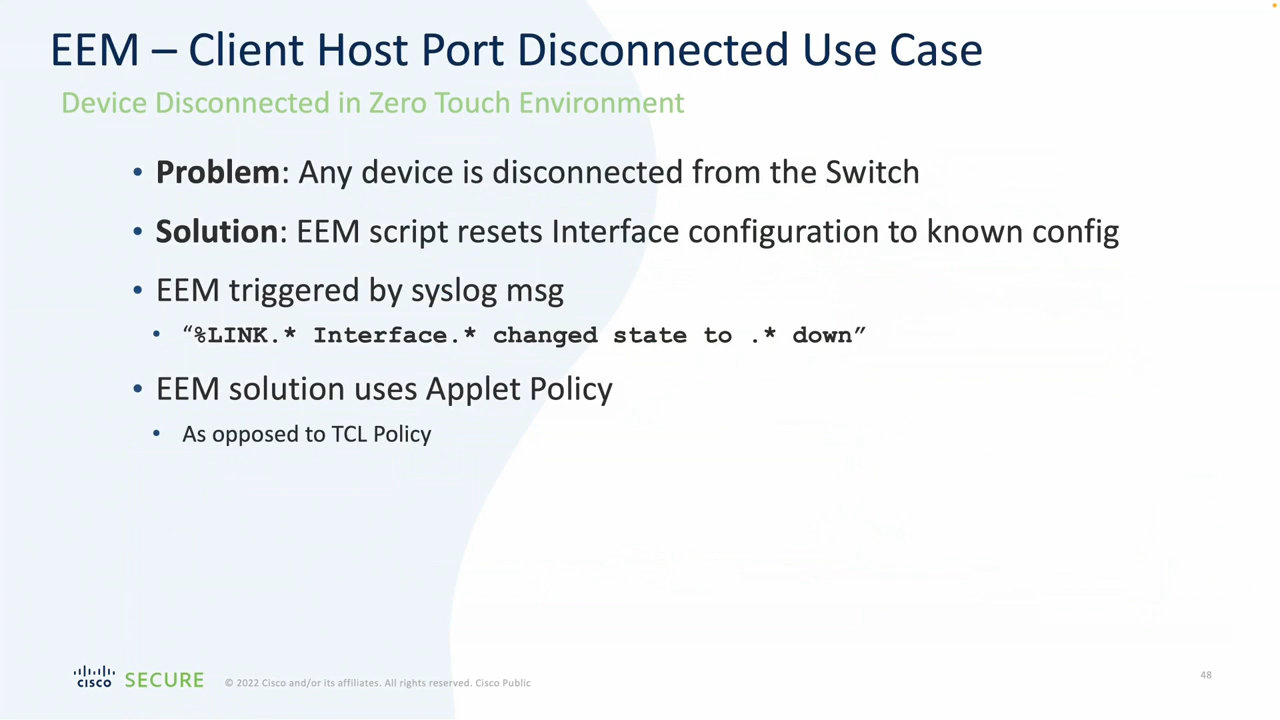 EEM – Client Host Port Disconnected Use Case
Device Disconnected in Zero Touch Environment
• Problem: Any device is disconnected from the Switch
• Solution: EEM script resets Interface configuration to known config
• EEM triggered by syslog msg
• “%LINK.* Interface.* changed state to .* down”
• EEM solution uses Applet Policy
• As opposed to TCL Policy
CISCO SECURE © 2022 Cisco and/or its affiliates. All rights reserved. Cisco Public
48